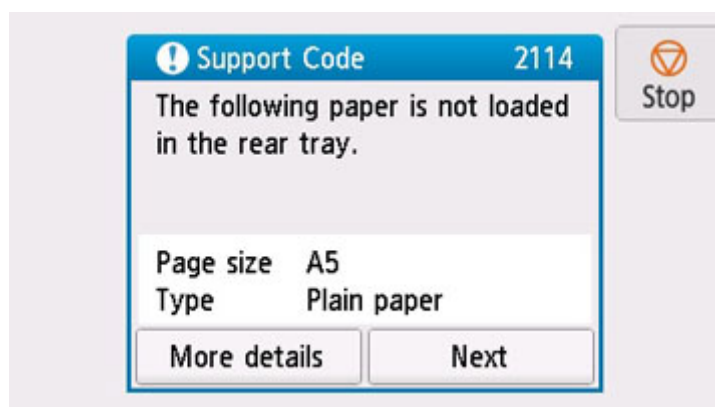 Support Code 2114
Stop
The following paper is not loaded
in the rear tray.
Page size A5
Type Plain paper
More details Next